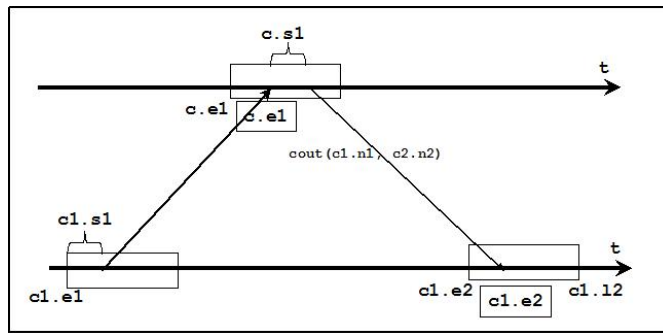 c.s1
t
c.e1
c.e1
cout(c1.n1, c2.n2)
c1.s1
t
c1.e1
c1.e2
c1.l2
c1.e2